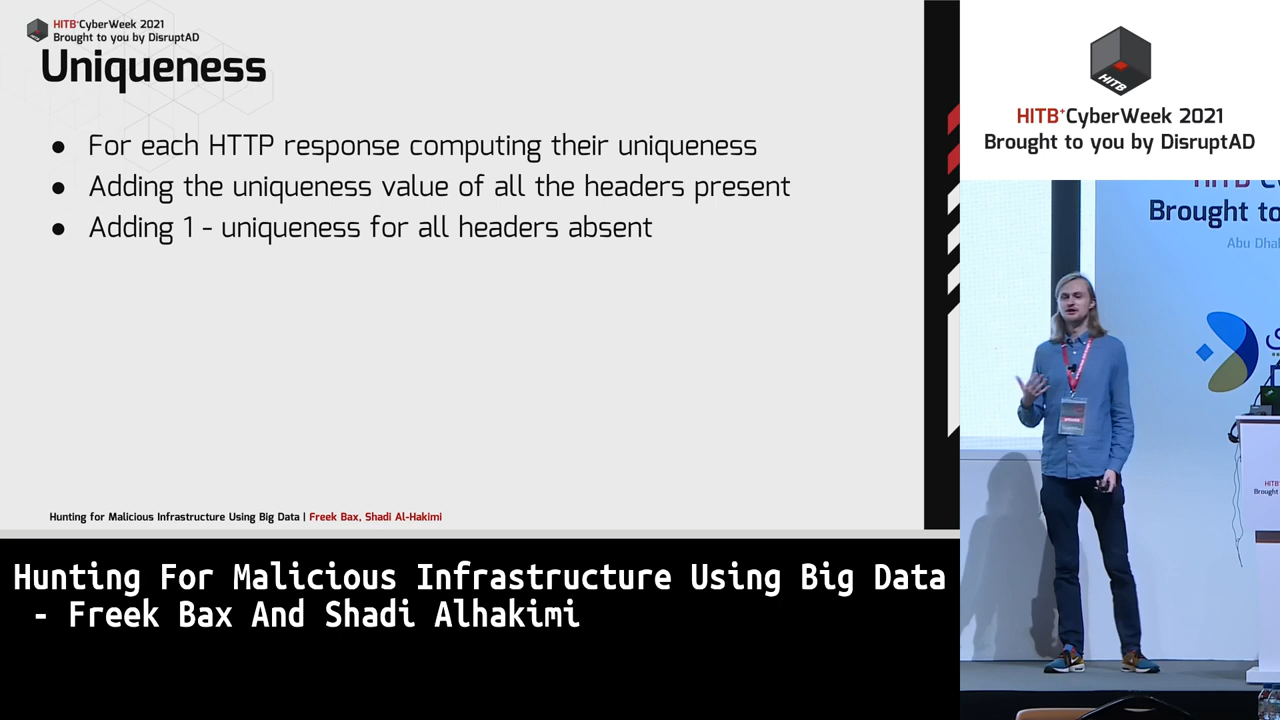 HITB⁺CyberWeek 2021
Brought to you by DisruptAD
Uniqueness
● For each HTTP response computing their uniqueness
● Adding the uniqueness value of all the headers present
● Adding 1 - uniqueness for all headers absent
Hunting for Malicious Infrastructure Using Big Data | Freek Bax, Shadi Al-Hakimi
Hunting For Malicious Infrastructure Using Big Data
- Freek Bax And Shadi Alhakimi
HITB
HITB⁺CyberWeek 2021
Brought to you by DisruptAD
Brought to
Abu Dha
HITB⁺
Brought